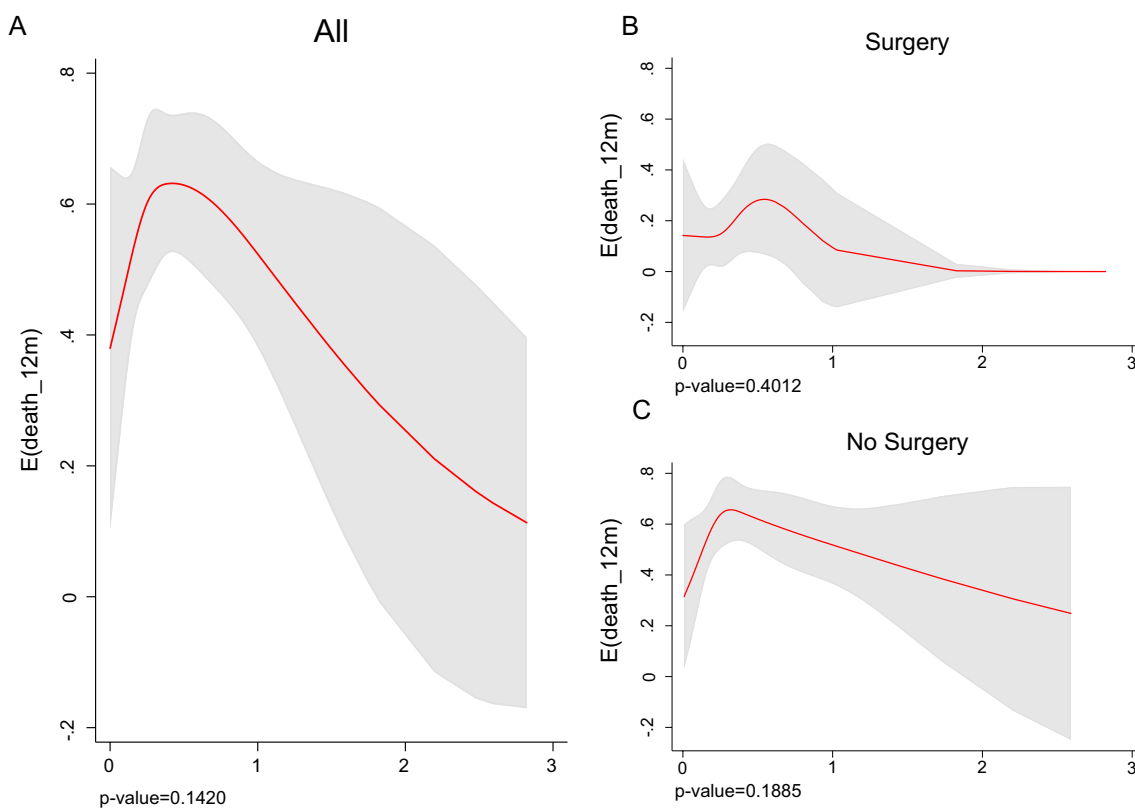 A
All
E(death_12m)
.8
.6
.4
.2
0
-.2
0
1
2
3
p-value=0.1420
B
Surgery
E(death_12m)
.8
.6
.4
.2
0
-.2
0
1
2
3
p-value=0.4012
C
No Surgery
E(death_12m)
.8
.6
.4
.2
0
-.2
0
1
2
3
p-value=0.1885